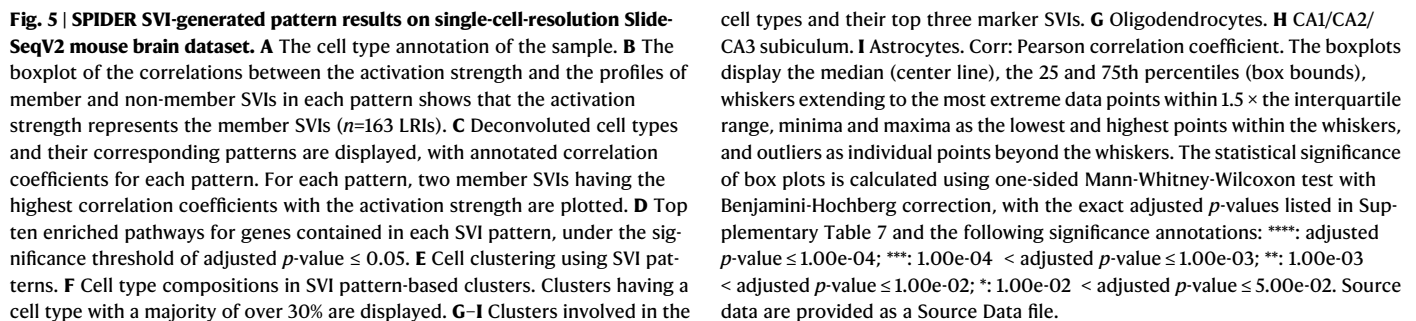 Fig. 5 | SPIDER SVI-generated pattern results on single-cell-resolution Slide-
SeqV2 mouse brain dataset. A The cell type annotation of the sample. B The
boxplot of the correlations between the activation strength and the profiles of
member and non-member SVIs in each pattern shows that the activation
strength represents the member SVIs (n=163 LRIs). C Deconvoluted cell types
and their corresponding patterns are displayed, with annotated correlation
coefficients for each pattern. For each pattern, two member SVIs having the
highest correlation coefficients with the activation strength are plotted. D Top
ten enriched pathways for genes contained in each SVI pattern, under the sig-
nificance threshold of adjusted p-value ≤ 0.05. E Cell clustering using SVI pat-
terns. F Cell type compositions in SVI pattern-based clusters. Clusters having a
cell type with a majority of over 30% are displayed. G–I Clusters involved in the
cell types and their top three marker SVIs. G Oligodendrocytes. H CA1/CA2/
CA3 subiculum. I Astrocytes. Corr: Pearson correlation coefficient. The boxplots
display the median (center line), the 25 and 75th percentiles (box bounds),
whiskers extending to the most extreme data points within 1.5 × the interquartile
range, minima and maxima as the lowest and highest points within the whiskers,
and outliers as individual points beyond the whiskers. The statistical significance
of box plots is calculated using one-sided Mann-Whitney-Wilcoxon test with
Benjamini-Hochberg correction, with the exact adjusted p-values listed in Sup-
plementary Table 7 and the following significance annotations: ****: adjusted
p-value ≤ 1.00e-04; ***: 1.00e-04 < adjusted p-value ≤ 1.00e-03; **: 1.00e-03
< adjusted p-value ≤ 1.00e-02; *: 1.00e-02 < adjusted p-value ≤ 5.00e-02. Source
data are provided as a Source Data file.